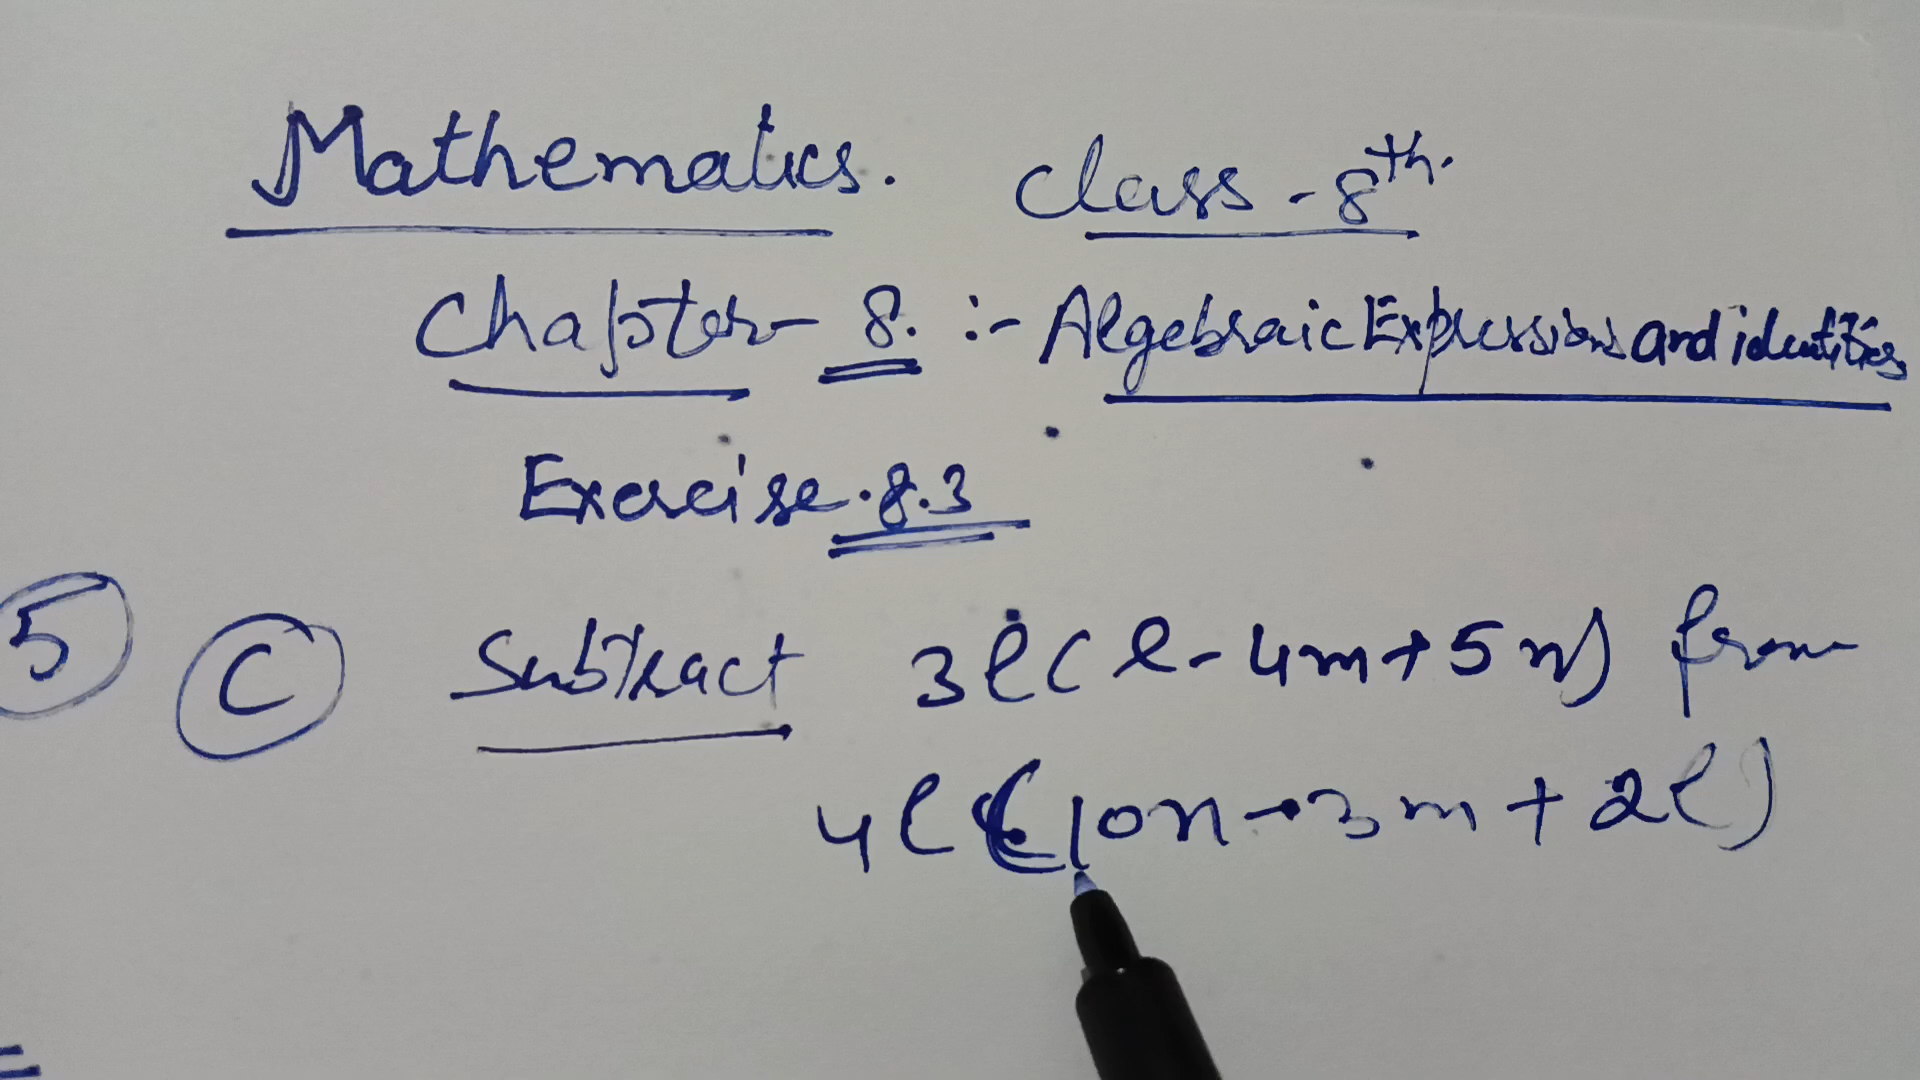 Mathematics. Class - 8th.
Chapter - 8. :- Algebraic Expressions and identities
Exercise. 8.3
5 C Subtract 3l(l - 4m + 5n) from
4l(10n - 3m + 2l)
=